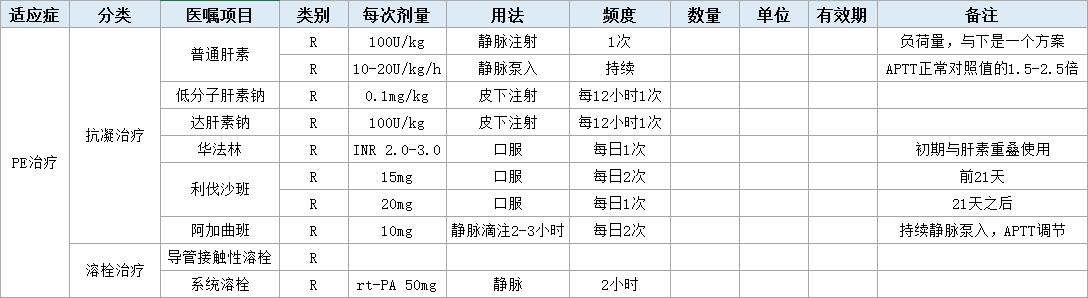 适应症 分类 医嘱项目 类别 每次剂量 用法 频度 数量 单位 有效期 备注
PE治疗 抗凝治疗 普通肝素 R 100U/kg 静脉注射 1次 负荷量，与下是一个方案
R 10-20U/kg/h 静脉泵入 持续 APTT正常对照值的1.5-2.5倍
低分子肝素钠 R 0.1mg/kg 皮下注射 每12小时1次
达肝素钠 R 100U/kg 皮下注射 每12小时1次
华法林 R INR 2.0-3.0 口服 每日1次 初期与肝素重叠使用
利伐沙班 R 15mg 口服 每日2次 前21天
R 20mg 口服 每日1次 21天之后
阿加曲班 R 10mg 静脉滴注2-3小时 每日2次 持续静脉泵入，APTT调节
溶栓治疗 导管接触性溶栓 R
系统溶栓 R rt-PA 50mg 静脉 2小时